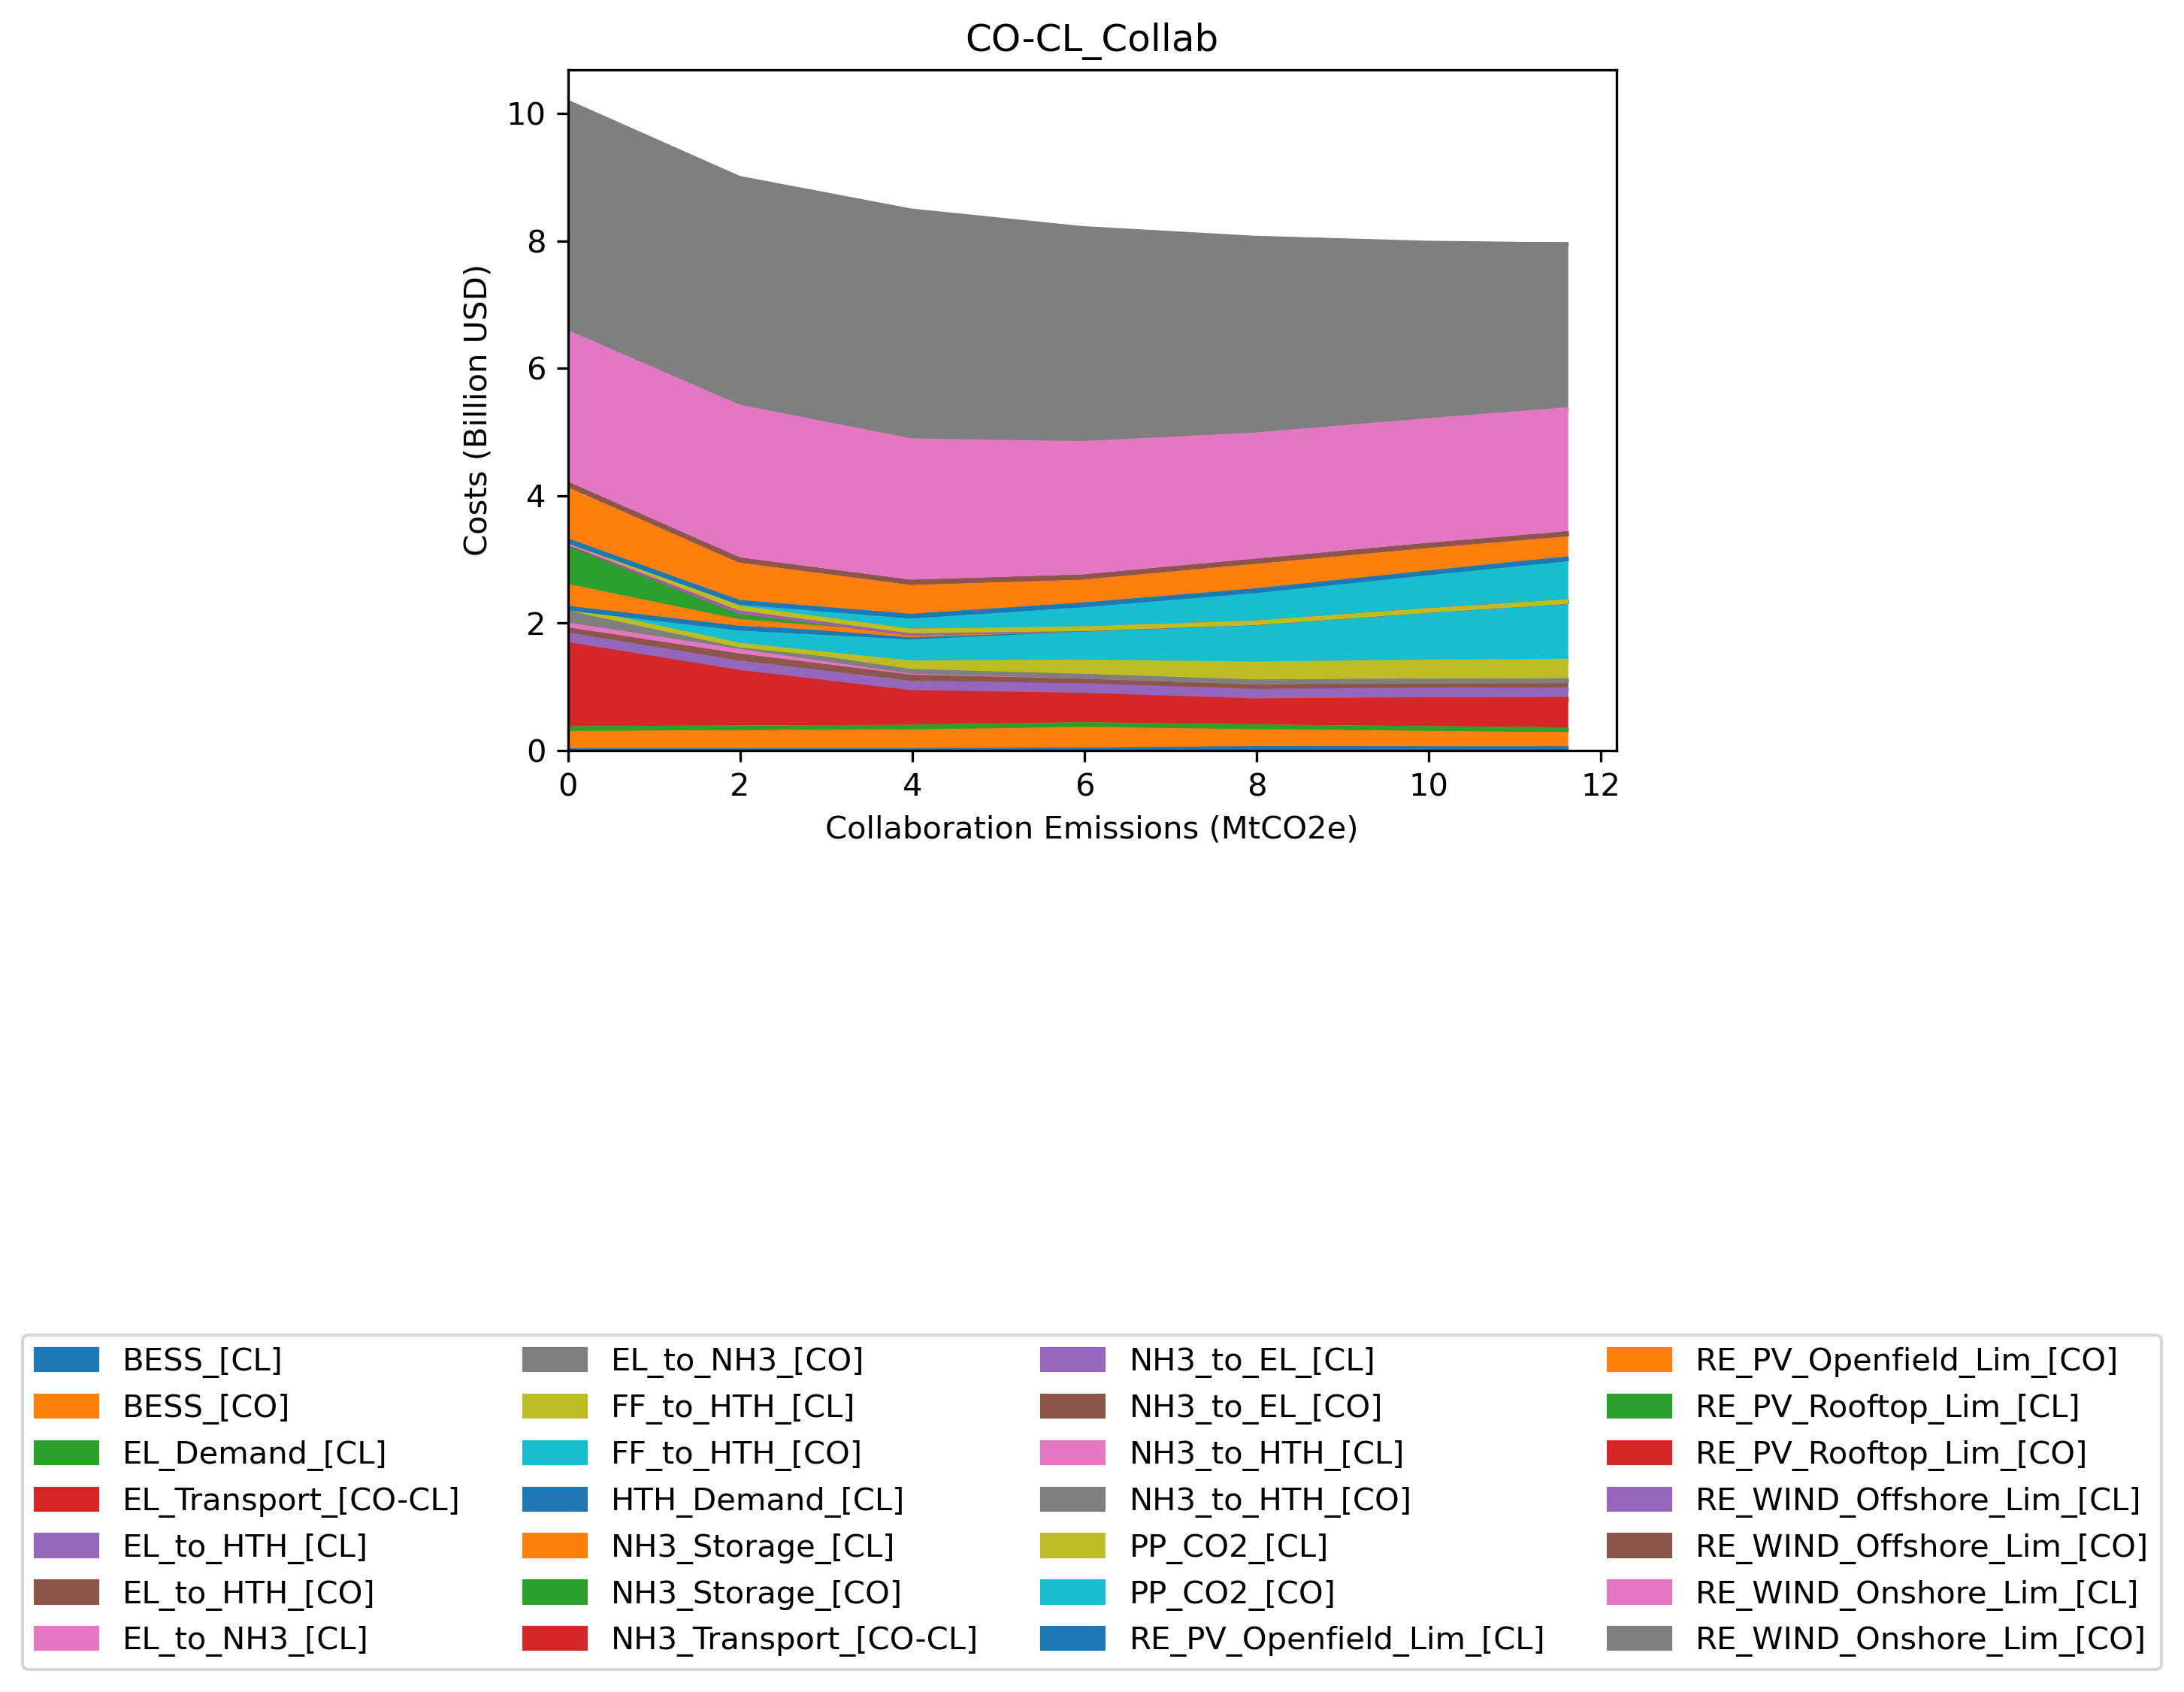 CO-CL_Collab
Costs (Billion USD)
10
8
6
4
2
0
0 2 4 6 8 10 12
Collaboration Emissions (MtCO2e)
BESS_[CL]
BESS_[CO]
EL_Demand_[CL]
EL_Transport_[CO-CL]
EL_to_HTH_[CL]
EL_to_HTH_[CO]
EL_to_NH3_[CL]
EL_to_NH3_[CO]
FF_to_HTH_[CL]
FF_to_HTH_[CO]
HTH_Demand_[CL]
NH3_Storage_[CL]
NH3_Storage_[CO]
NH3_Transport_[CO-CL]
NH3_to_EL_[CL]
NH3_to_EL_[CO]
NH3_to_HTH_[CL]
NH3_to_HTH_[CO]
PP_CO2_[CL]
PP_CO2_[CO]
RE_PV_Openfield_Lim_[CL]
RE_PV_Openfield_Lim_[CO]
RE_PV_Rooftop_Lim_[CL]
RE_PV_Rooftop_Lim_[CO]
RE_WIND_Offshore_Lim_[CL]
RE_WIND_Offshore_Lim_[CO]
RE_WIND_Onshore_Lim_[CL]
RE_WIND_Onshore_Lim_[CO]